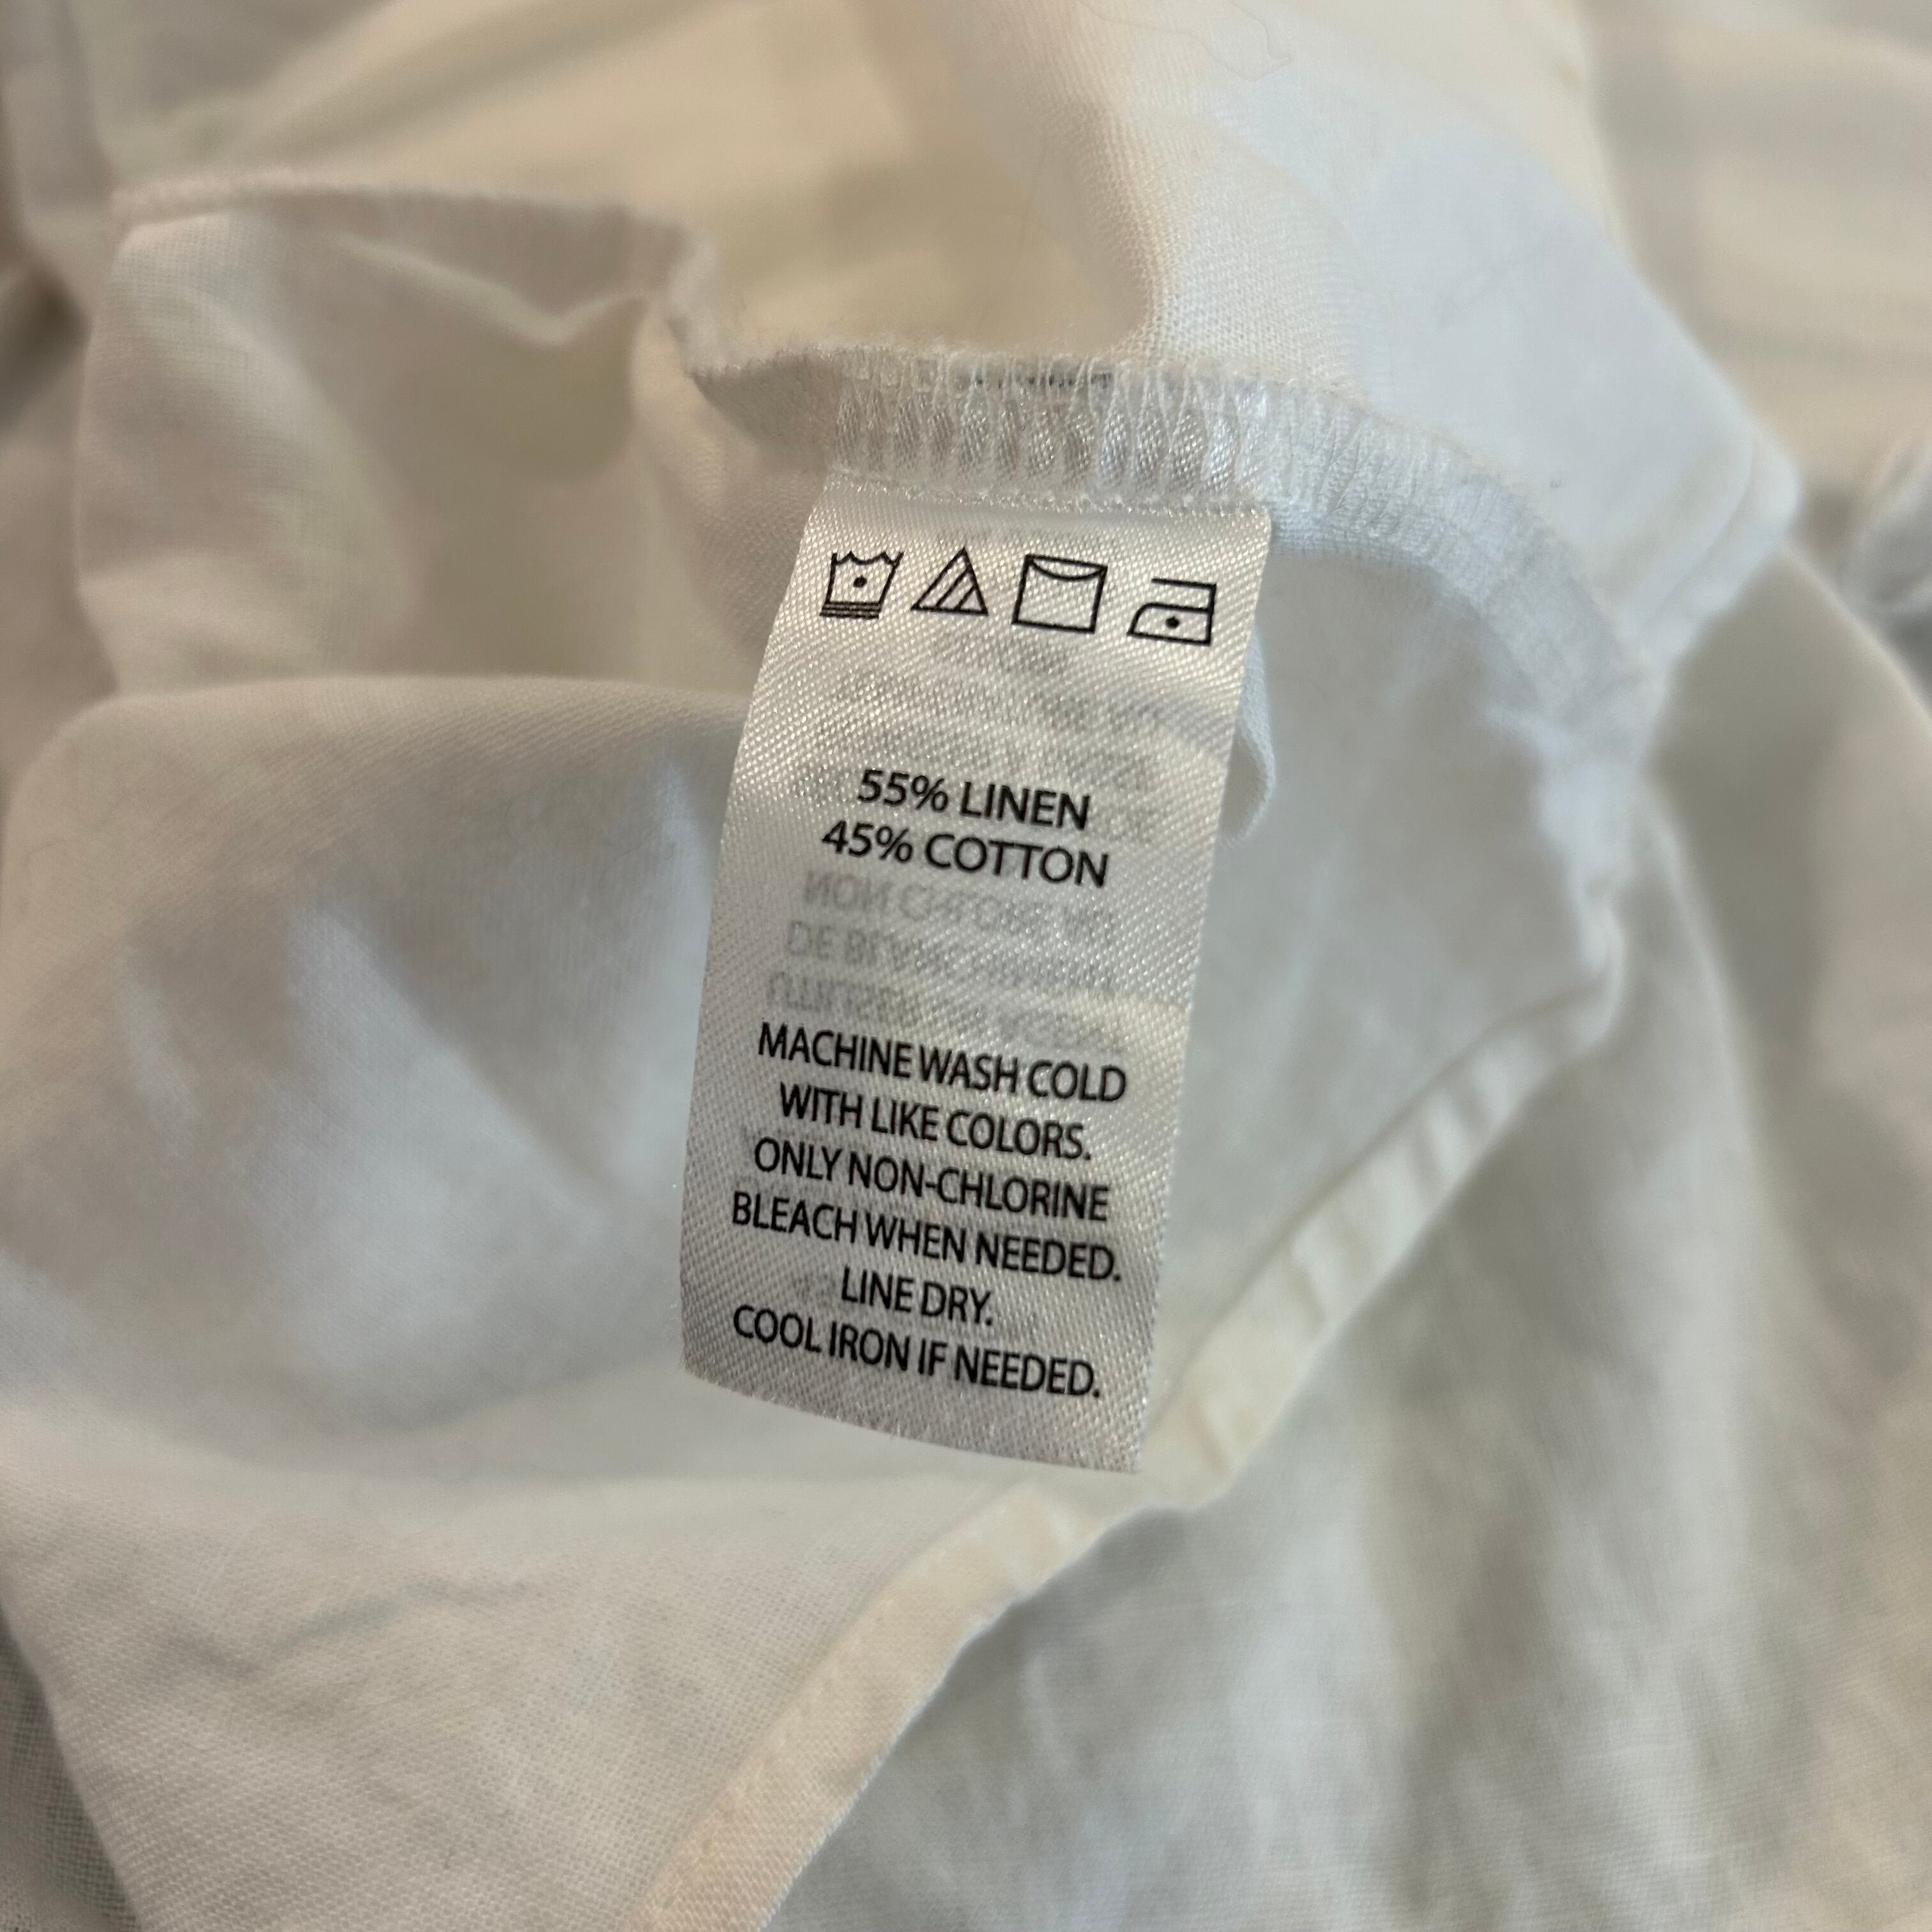 55% LINEN
45% COTTON
MACHINE WASH COLD
WITH LIKE COLORS.
ONLY NON-CHLORINE
BLEACH WHEN NEEDED.
LINE DRY.
COOL IRON IF NEEDED.